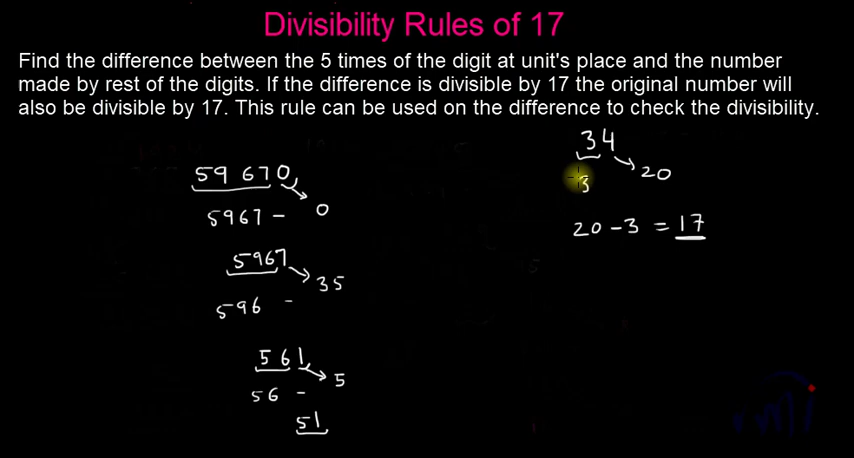 Divisibility Rules of 17
Find the difference between the 5 times of the digit at unit's place and the number
made by rest of the digits. If the difference is divisible by 17 the original number will
also be divisible by 17. This rule can be used on the difference to check the divisibility.
59670
0
5967 -
5967
35
596 -
561
5
56 -
51
34
20
3
20 - 3 = 17